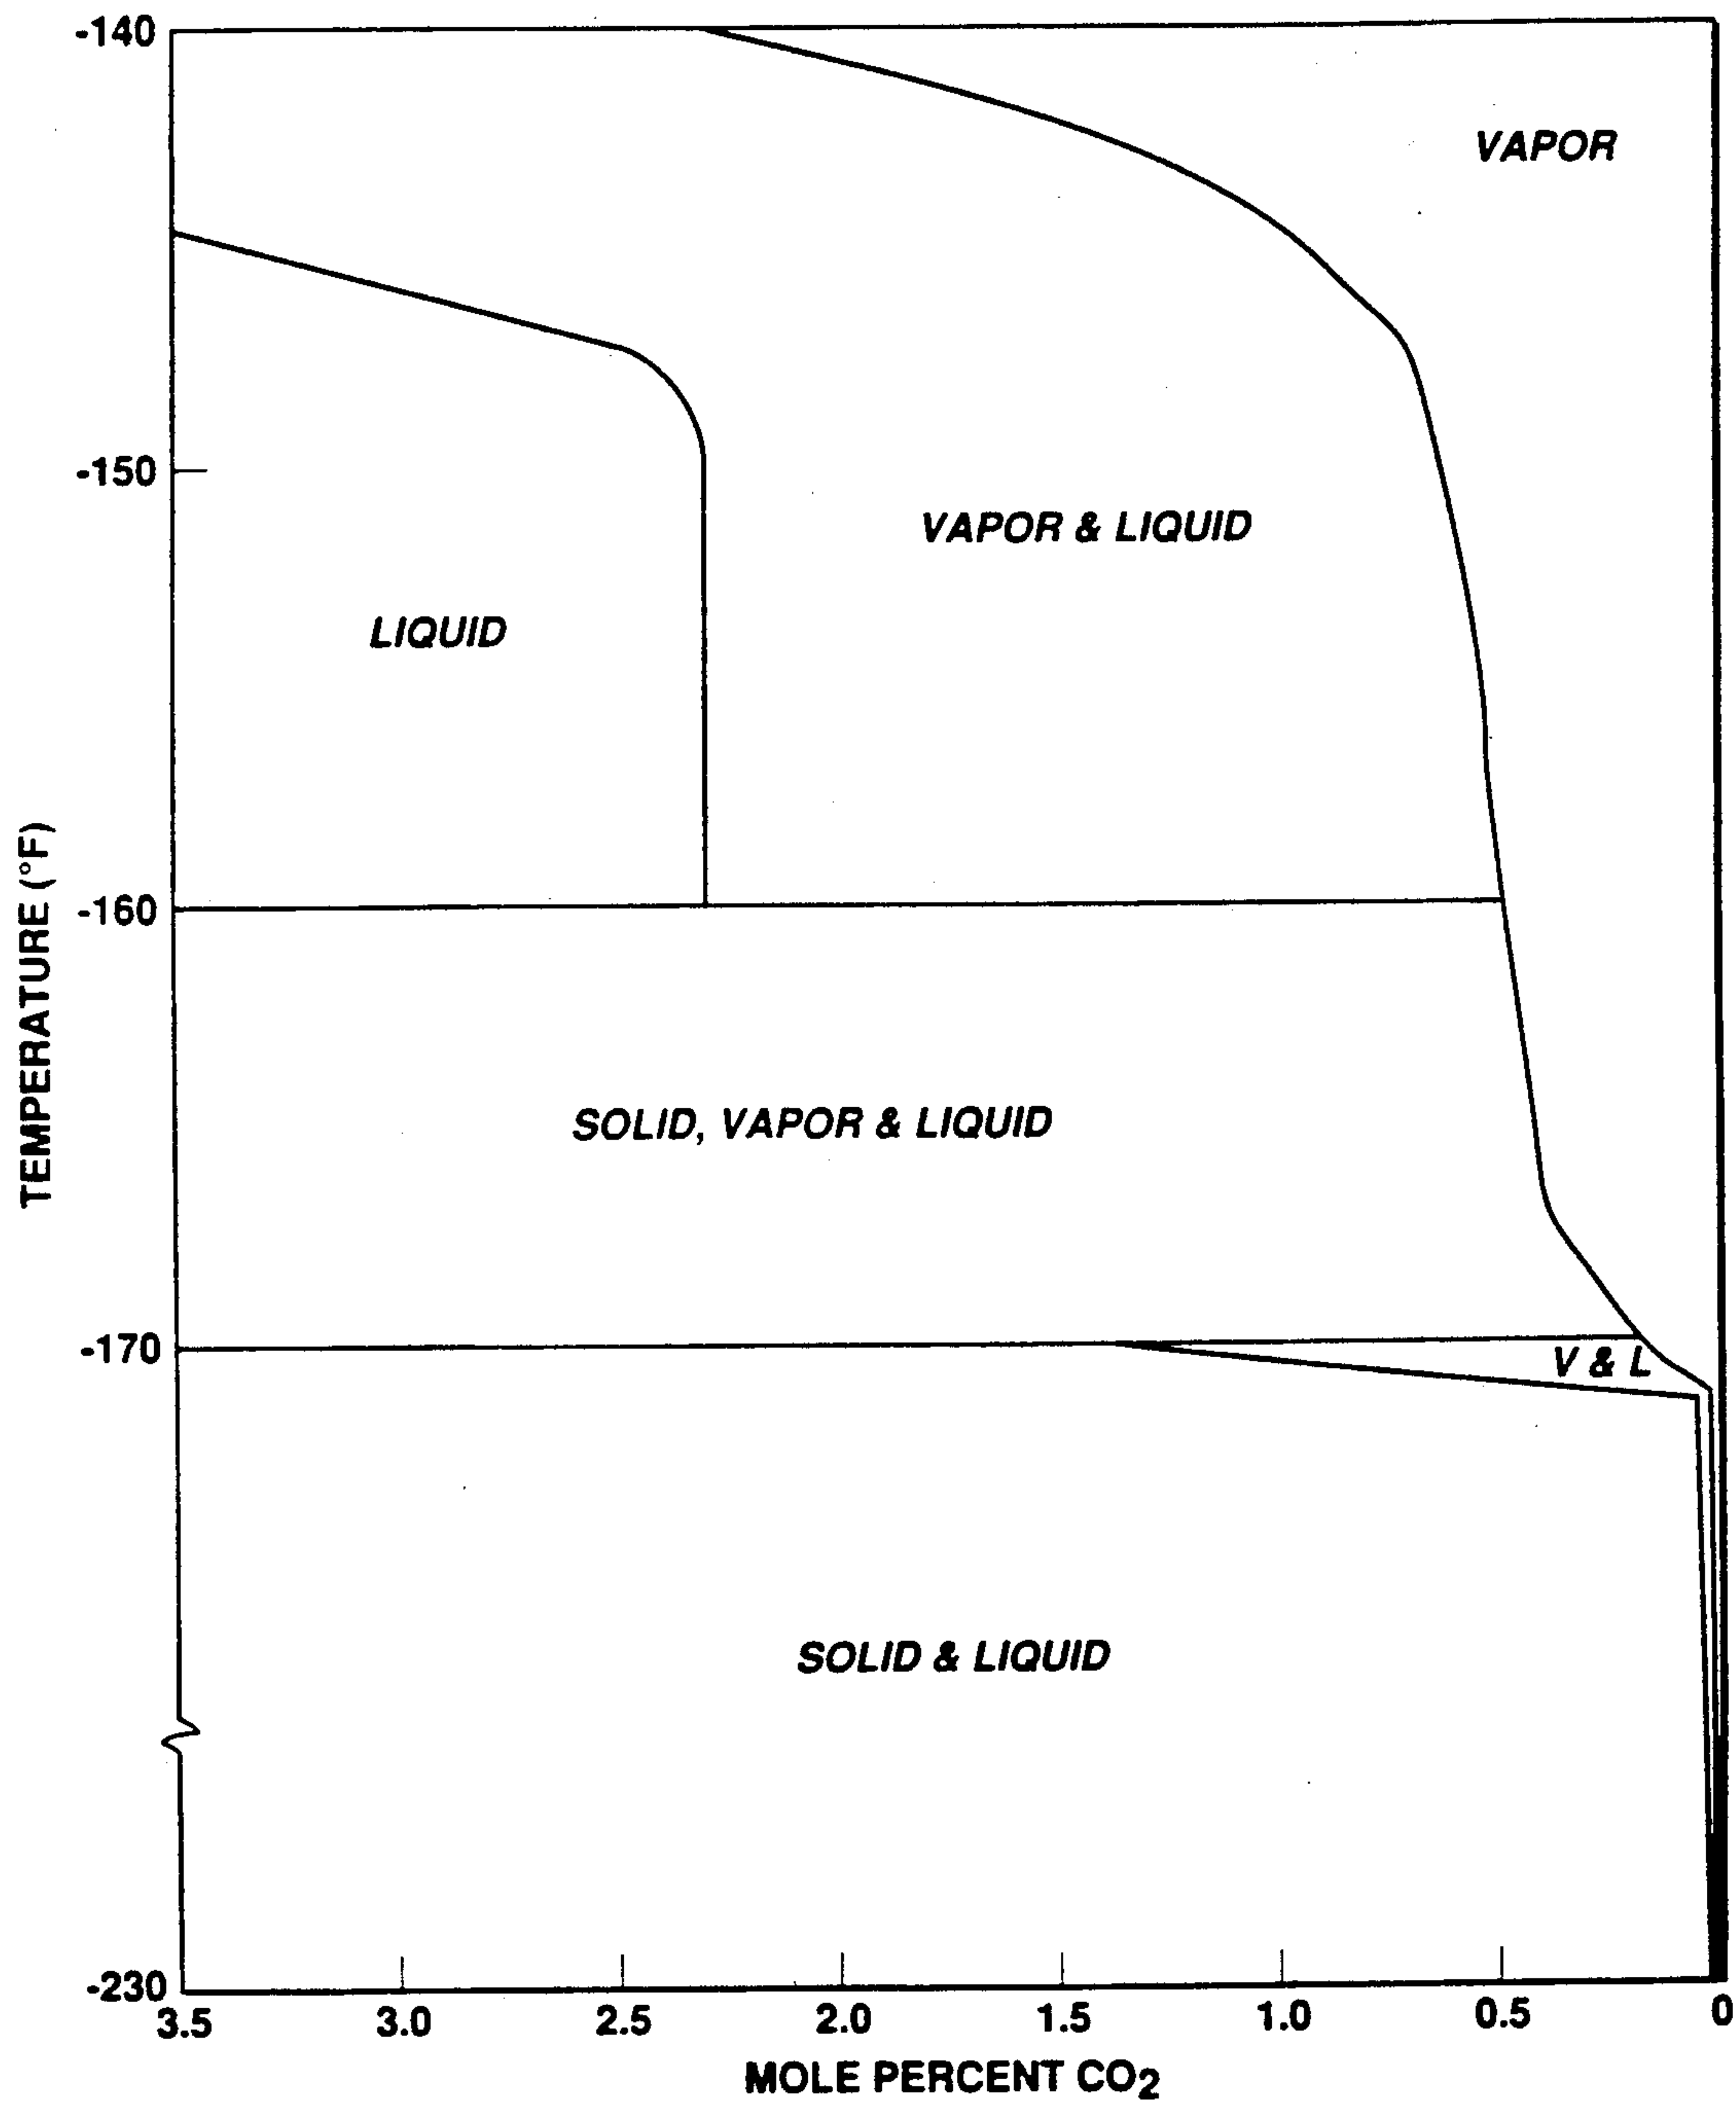 -140
VAPOR
-150
VAPOR & LIQUID
LIQUID
TEMPERATURE (°F)
-160
SOLID, VAPOR & LIQUID
-170
V & L
SOLID & LIQUID
-230
3.5 3.0 2.5 2.0 1.5 1.0 0.5 0
MOLE PERCENT CO2